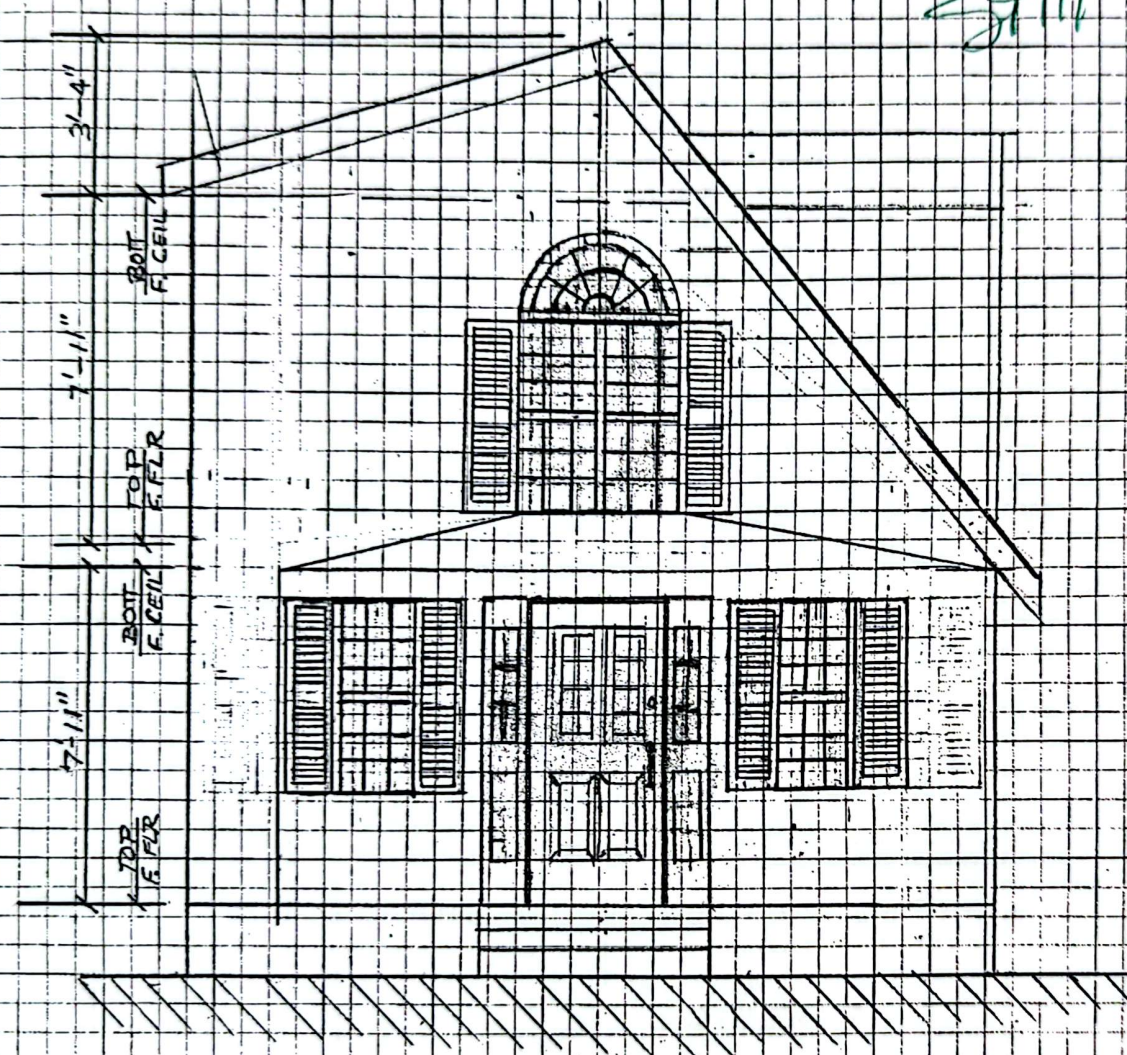 3'-4"
BOTT
F. CEIL
7'-11"
TOP
F. FLR
BOTT
F. CEIL
7'-11"
TOP
F. FLR